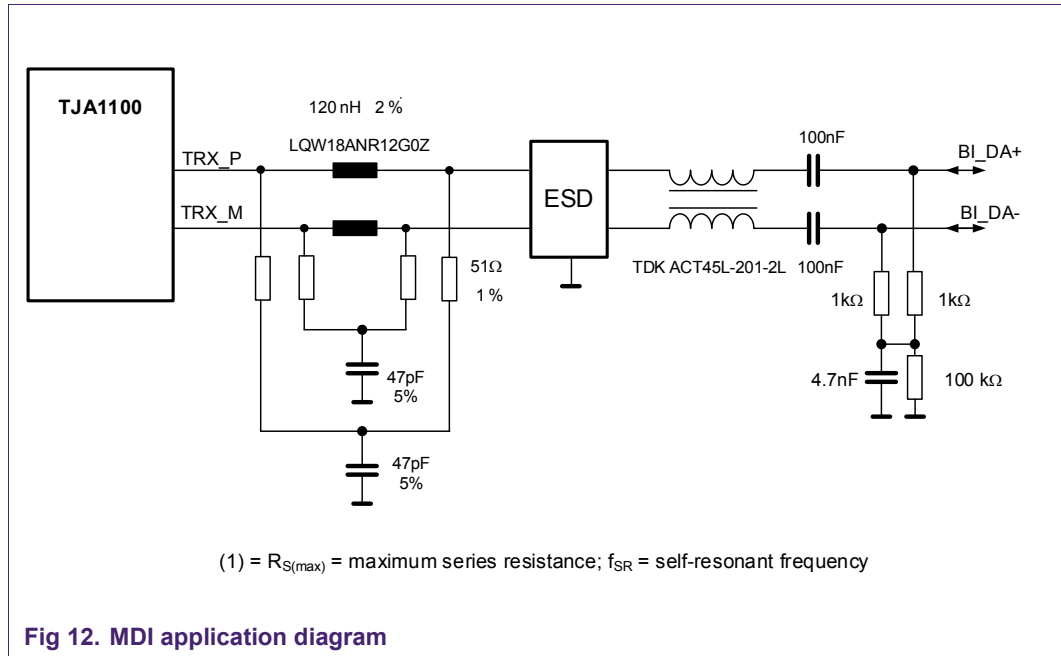 TJA1100
120 nH 2 %
LQW18ANR12G0Z
TRX_P
TRX_M
ESD
100nF
BI_DA+
BI_DA-
TDK ACT45L-201-2L
100nF
51Ω
1 %
1kΩ
1kΩ
47pF
5%
4.7nF
100 kΩ
47pF
5%
(1) = RS(max) = maximum series resistance; fSR = self-resonant frequency
Fig 12. MDI application diagram